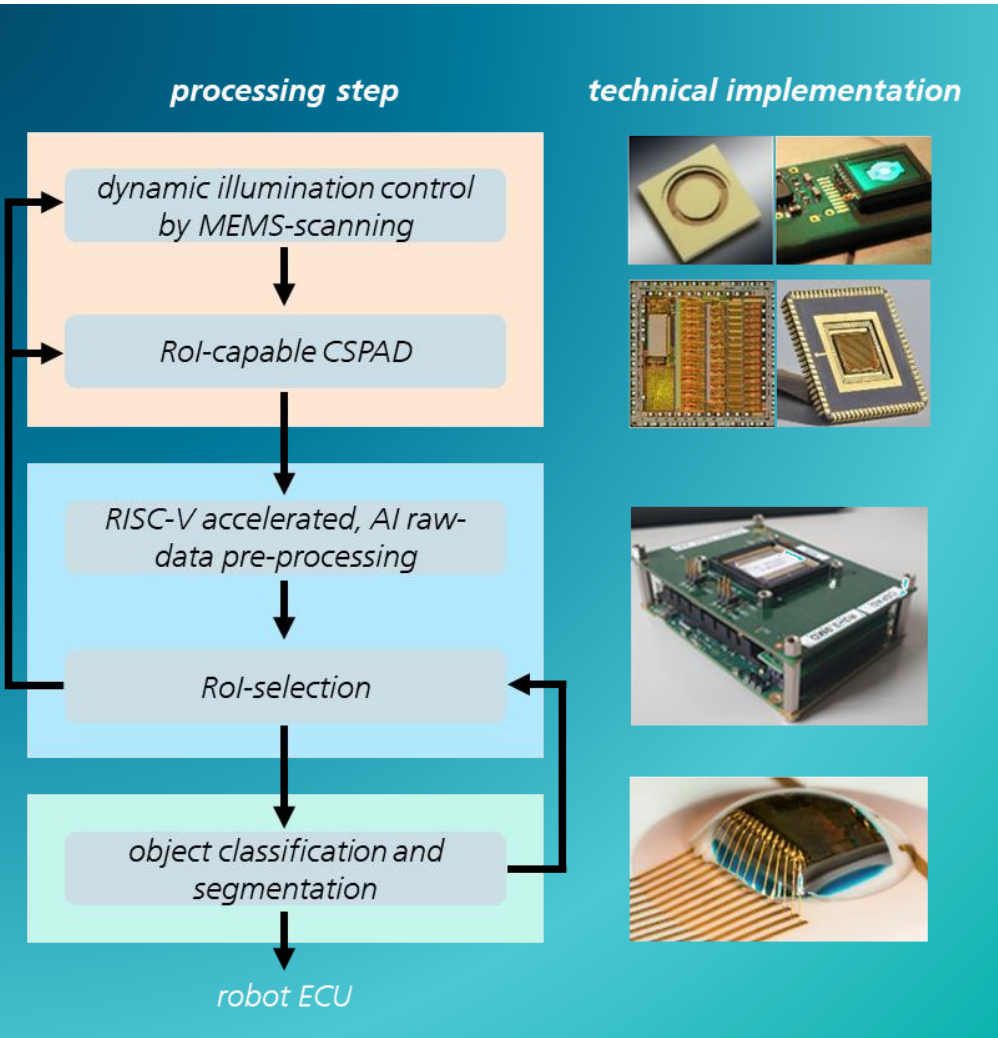 processing step
technical implementation
dynamic illumination control
by MEMS-scanning
RoI-capable CSPAD
RISC-V accelerated, AI raw-
data pre-processing
RoI-selection
object classification and
segmentation
robot ECU